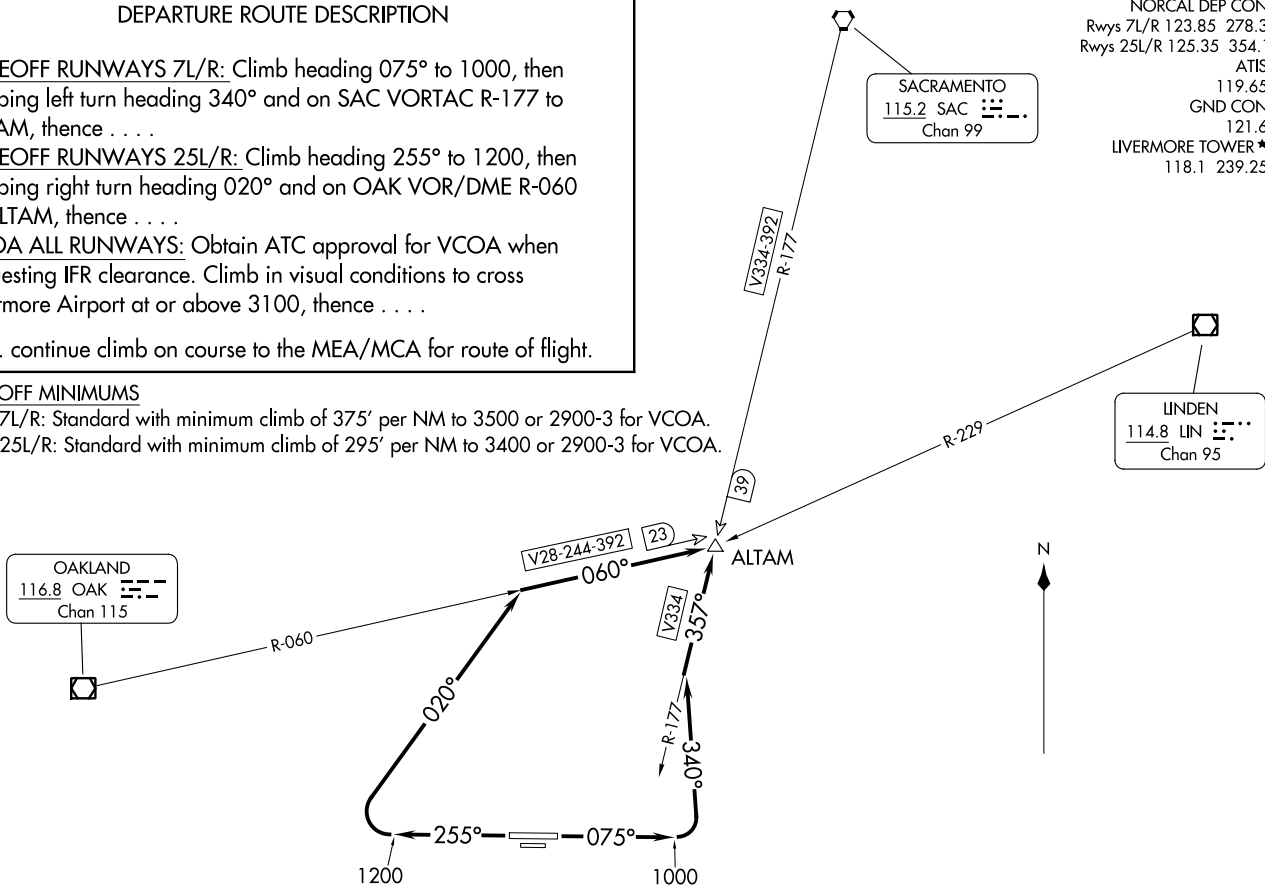 DEPARTURE ROUTE DESCRIPTION
EOFF RUNWAYS 7L/R: Climb heading 075° to 1000, then
bing left turn heading 340° and on SAC VORTAC R-177 to
AM, thence . . . .
EOFF RUNWAYS 25L/R: Climb heading 255° to 1200, then
bing right turn heading 020° and on OAK VOR/DME R-060
LTAM, thence . . . .
OA ALL RUNWAYS: Obtain ATC approval for VCOA when
esting IFR clearance. Climb in visual conditions to cross
rmore Airport at or above 3100, thence . . . .
. continue climb on course to the MEA/MCA for route of flight.
OFF MINIMUMS
7L/R: Standard with minimum climb of 375' per NM to 3500 or 2900-3 for VCOA.
25L/R: Standard with minimum climb of 295' per NM to 3400 or 2900-3 for VCOA.
NORCAL DEP CON
Rwys 7L/R 123.85 278.3
Rwys 25L/R 125.35 354.
ATIS
119.65
GND CON
121.6
LIVERMORE TOWER ★
118.1 239.25
SACRAMENTO
115.2 SAC
Chan 99
V334-392
R-177
LINDEN
114.8 LIN
Chan 95
R-229
39
V28-244-392
23
060°
ALTAM
OAKLAND
116.8 OAK
Chan 115
R-060
N
V334
357°
020°
R-177
340°
255°
075°
1200
1000